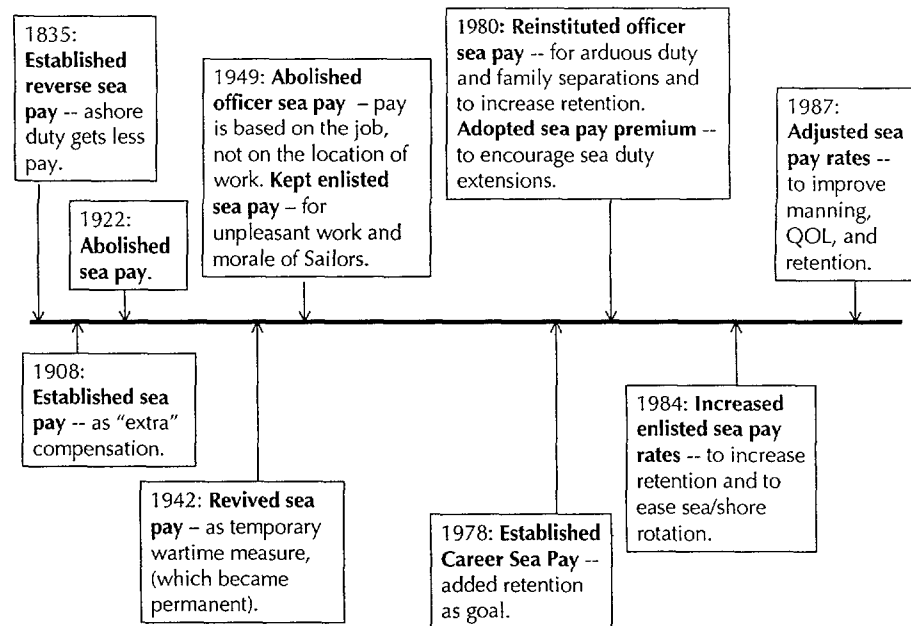 1835:
Established
reverse sea
pay -- ashore
duty gets less
pay.
1922:
Abolished
sea pay.
1949: Abolished
officer sea pay – pay
is based on the job,
not on the location of
work. Kept enlisted
sea pay – for
unpleasant work and
morale of Sailors.
1980: Reinstituted officer
sea pay -- for arduous duty
and family separations and
to increase retention.
Adopted sea pay premium --
to encourage sea duty
extensions.
1987:
Adjusted sea
pay rates --
to improve
manning,
QOL, and
retention.
1908:
Established sea
pay -- as “extra”
compensation.
1942: Revived sea
pay – as temporary
wartime measure,
(which became
permanent).
1978: Established
Career Sea Pay --
added retention
as goal.
1984: Increased
enlisted sea pay
rates -- to increase
retention and to
ease sea/shore
rotation.